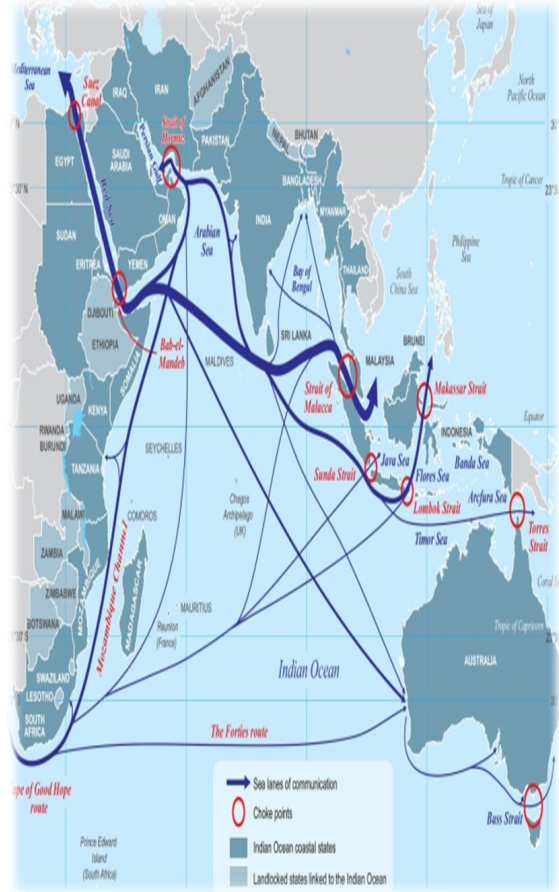 Sea of
Japan
Mediterranean
Sea
Suez
Canal
IRAQ
IRAN
AFGHANISTAN
North
Pacific Ocean
Strait of
Hormuz
Persian Gulf
PAKISTAN
NEPAL
BHUTAN
EGYPT
SAUDI
ARABIA
Red Sea
BANGLADESH
Tropic of Cancer
OMAN
INDIA
MYANMAR
SUDAN
Arabian
Sea
Philippine
Sea
ERITREA
YEMEN
Bay of
Bengal
THAILAND
South
China Sea
DJIBOUTI
ETHIOPIA
Bab-el-
Mandeb
SRI LANKA
BRUNEI
MALAYSIA
SOMALIA
MALDIVES
Strait of
Malacca
Makassar Strait
UGANDA
KENYA
Equator
RWANDA
BURUNDI
SEYCHELLES
INDONESIA
TANZANIA
Sunda Strait
Java Sea
Flores Sea
Banda Sea
Chagos
Archipelago
(UK)
Lombok Strait
Arafura Sea
MALAWI
COMOROS
Torres
Strait
Timor Sea
ZAMBIA
MOZAMBIQUE
Mozambique Channel
MADAGASCAR
ZIMBABWE
MAURITIUS
Reunion
(France)
BOTSWANA
Tropic of Capricorn
Indian Ocean
AUSTRALIA
SWAZILAND
LESOTHO
SOUTH
AFRICA
The Forties route
Cape of Good Hope
route
Sea lanes of communication
Choke points
Bass Strait
Indian Ocean coastal states
Prince Edward
Island
(South Africa)
Landlocked states linked to the Indian Ocean